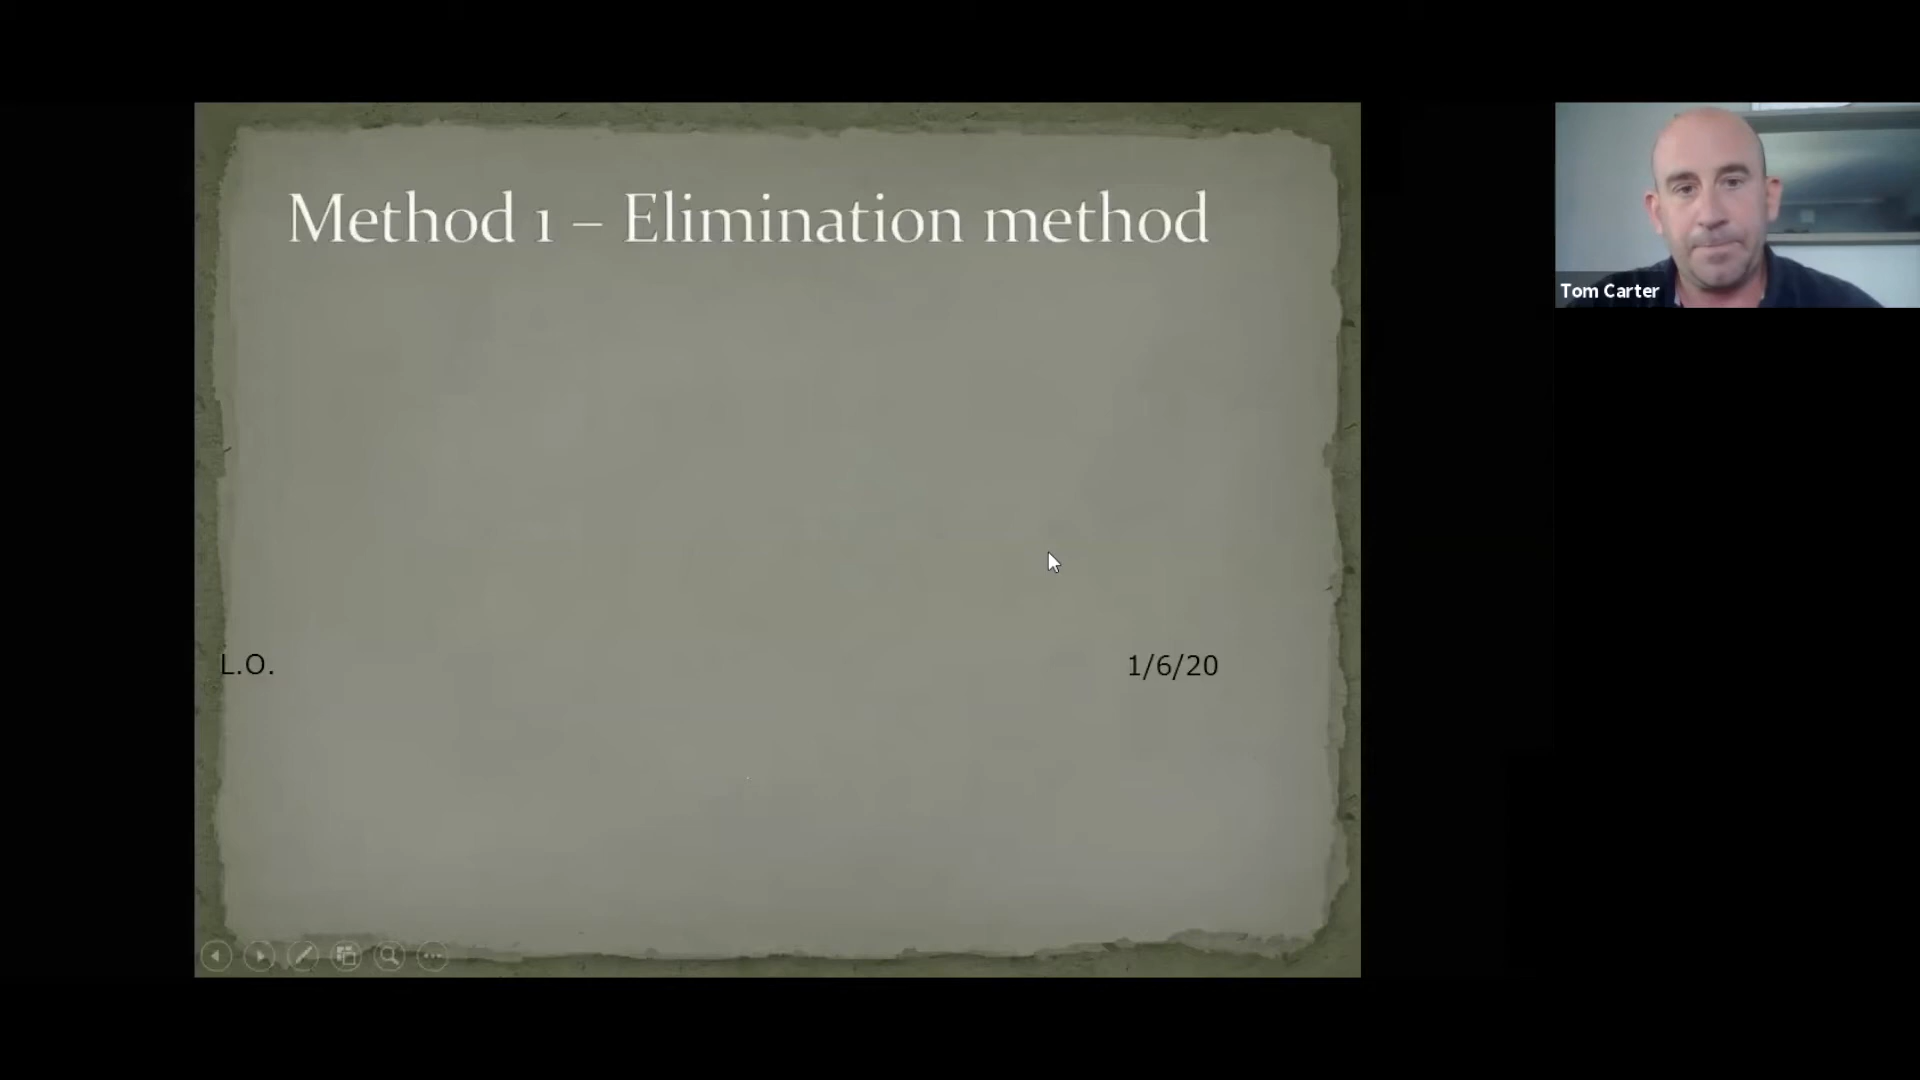 Method 1 – Elimination method
Tom Carter
L.O.
1/6/20